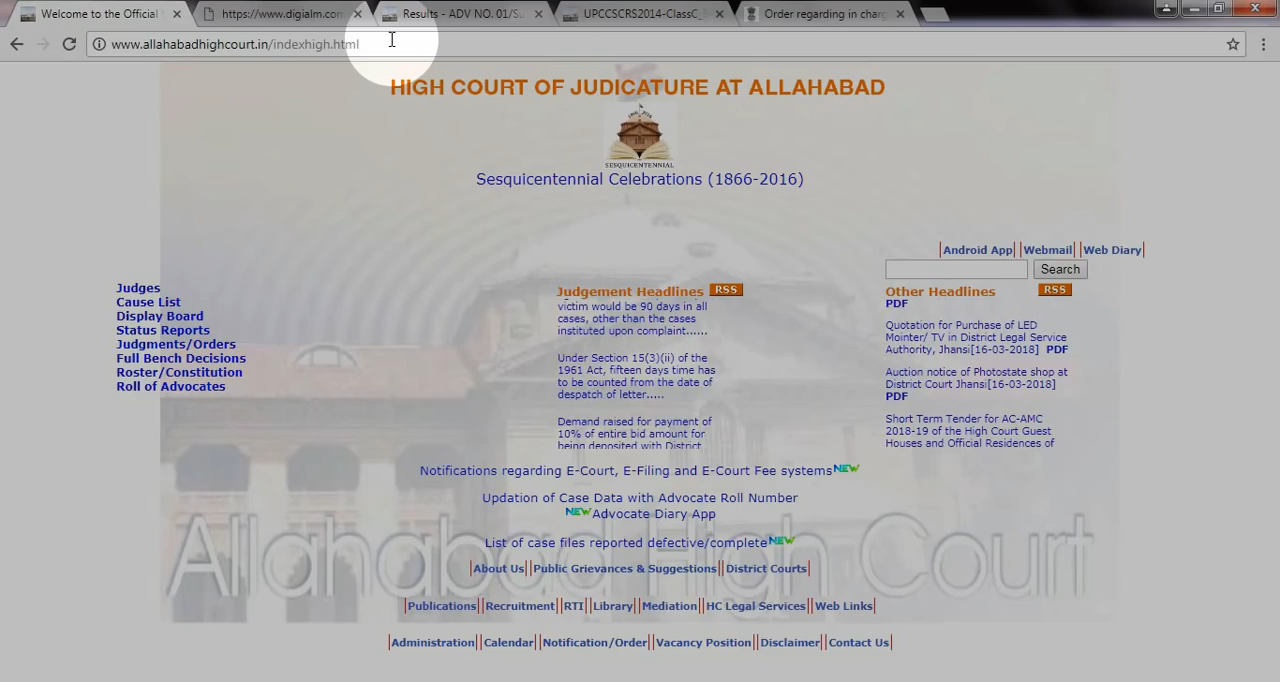 Welcome to the Official
https://www.digialm.com
Results - ADV NO. 01/Su
UPCCSCRS2014-ClassC_
Order regarding in charg
www.allahabadhighcourt.in/indexhigh.html
HIGH COURT OF JUDICATURE AT ALLAHABAD
SESQUICENTENNIAL
Sesquicentennial Celebrations (1866-2016)
Android App Webmail Web Diary
Search
Judges
Cause List
Display Board
Status Reports
Judgments/Orders
Full Bench Decisions
Roster/Constitution
Roll of Advocates
Judgement Headlines RSS
victim would be 90 days in all
cases, other than the cases
instituted upon complaint......
Under Section 15(3)(ii) of the
1961 Act, fifteen days time has
to be counted from the date of
despatch of letter.....
Demand raised for payment of
10% of entire bid amount for
being deposited with District
Other Headlines RSS
PDF
Quotation for Purchase of LED
Mointer/ TV in District Legal Service
Authority, Jhansi[16-03-2018] PDF
Auction notice of Photostate shop at
District Court Jhansi[16-03-2018]
PDF
Short Term Tender for AC-AMC
2018-19 of the High Court Guest
Houses and Official Residences of
Notifications regarding E-Court, E-Filing and E-Court Fee systems NEW
Updation of Case Data with Advocate Roll Number
NEW Advocate Diary App
List of case files reported defective/complete NEW
Allahabad High Court
About Us Public Grievances & Suggestions District Courts
Publications Recruitment RTI Library Mediation HC Legal Services Web Links
Administration Calendar Notification/Order Vacancy Position Disclaimer Contact Us